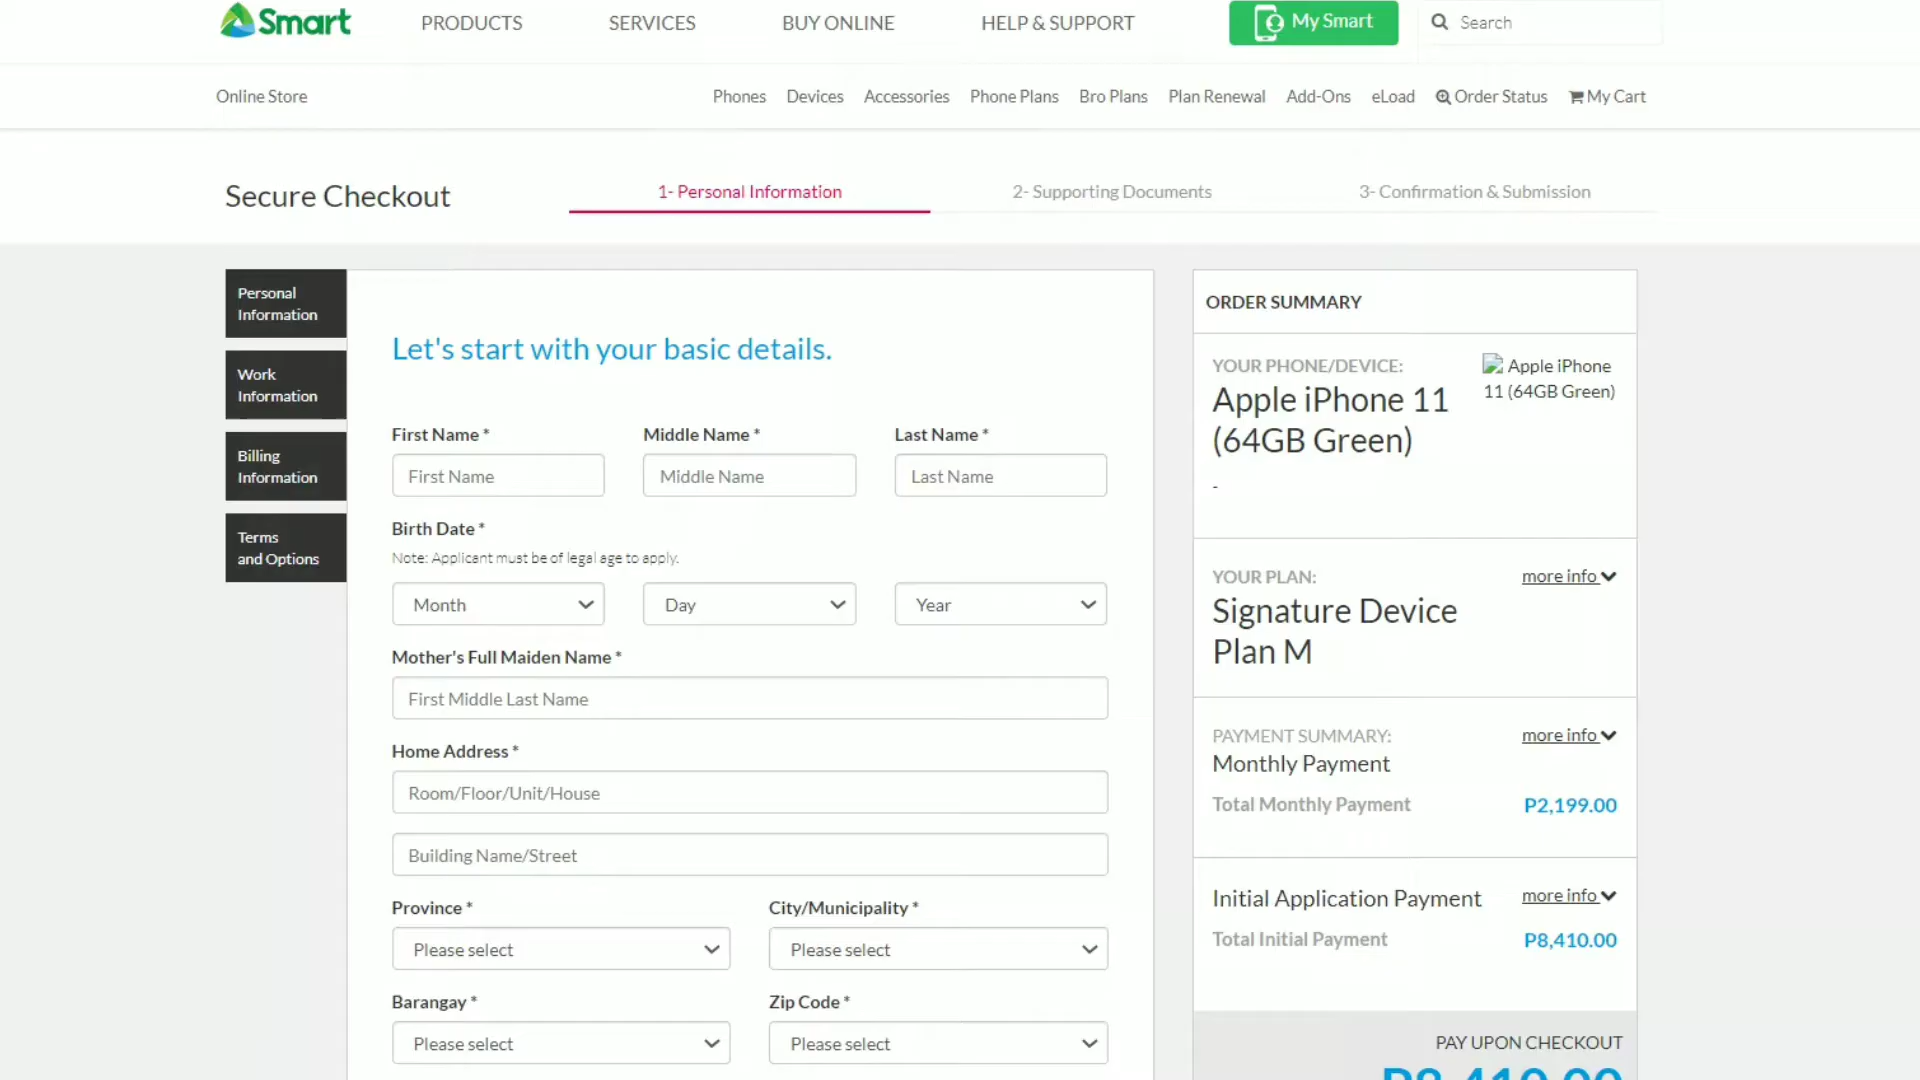 Smart
PRODUCTS
SERVICES
BUY ONLINE
HELP & SUPPORT
My Smart
Search
Online Store
Phones
Devices
Accessories
Phone Plans
Bro Plans
Plan Renewal
Add-Ons
eLoad
Order Status
My Cart
Secure Checkout
1- Personal Information
2- Supporting Documents
3- Confirmation & Submission
Personal
Information
Work
Information
Billing
Information
Terms
and Options
Let's start with your basic details.
First Name *
Middle Name *
Last Name *
First Name
Middle Name
Last Name
Birth Date *
Note: Applicant must be of legal age to apply.
Month
Day
Year
Mother's Full Maiden Name *
First Middle Last Name
Home Address *
Room/Floor/Unit/House
Building Name/Street
Province *
City/Municipality *
Please select
Please select
Barangay *
Zip Code *
Please select
Please select
ORDER SUMMARY
YOUR PHONE/DEVICE:
Apple iPhone 11
(64GB Green)
-
Apple iPhone
11 (64GB Green)
YOUR PLAN:
more info
Signature Device
Plan M
PAYMENT SUMMARY:
more info
Monthly Payment
Total Monthly Payment
P2,199.00
Initial Application Payment
more info
Total Initial Payment
P8,410.00
PAY UPON CHECKOUT
P8,410.00